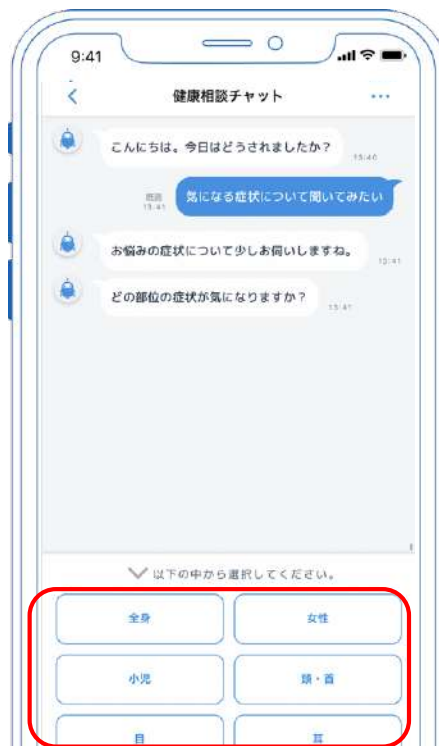 9:41
健康相談チャット
こんにちは。今日はどうされましたか？
13:40
気になる症状について聞いてみたい
既読
13:41
お悩みの症状について少しお伺いしますね。
13:41
どの部位の症状が気になりますか？
13:41
以下の中から選択してください。
全身
女性
小児
頭・首
目
耳